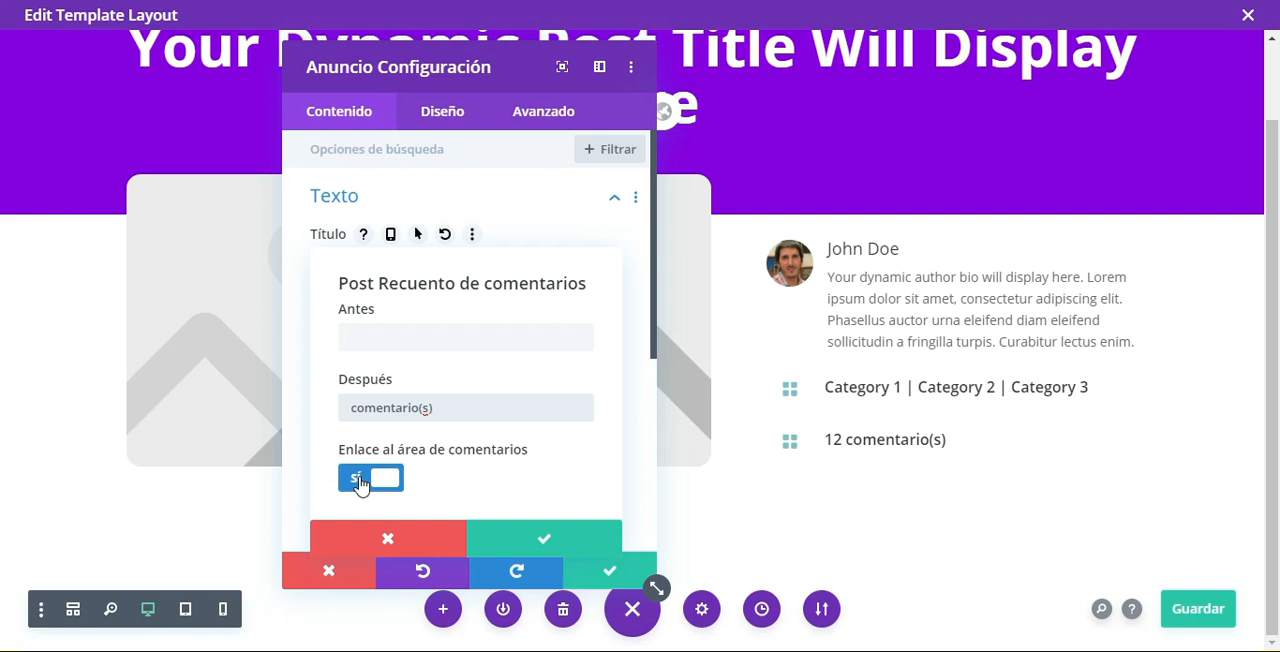 Edit Template Layout
Your Dynamic Post Title Will Display
e
Anuncio Configuración
Contenido Diseño Avanzado
Opciones de búsqueda + Filtrar
Texto
Título
Post Recuento de comentarios
Antes
Después
comentario(s)
Enlace al área de comentarios
SÍ
John Doe
Your dynamic author bio will display here. Lorem
ipsum dolor sit amet, consectetur adipiscing elit.
Phasellus auctor urna eleifend diam eleifend
sollicitudin a fringilla turpis. Curabitur lectus enim.
Category 1 | Category 2 | Category 3
12 comentario(s)
Guardar